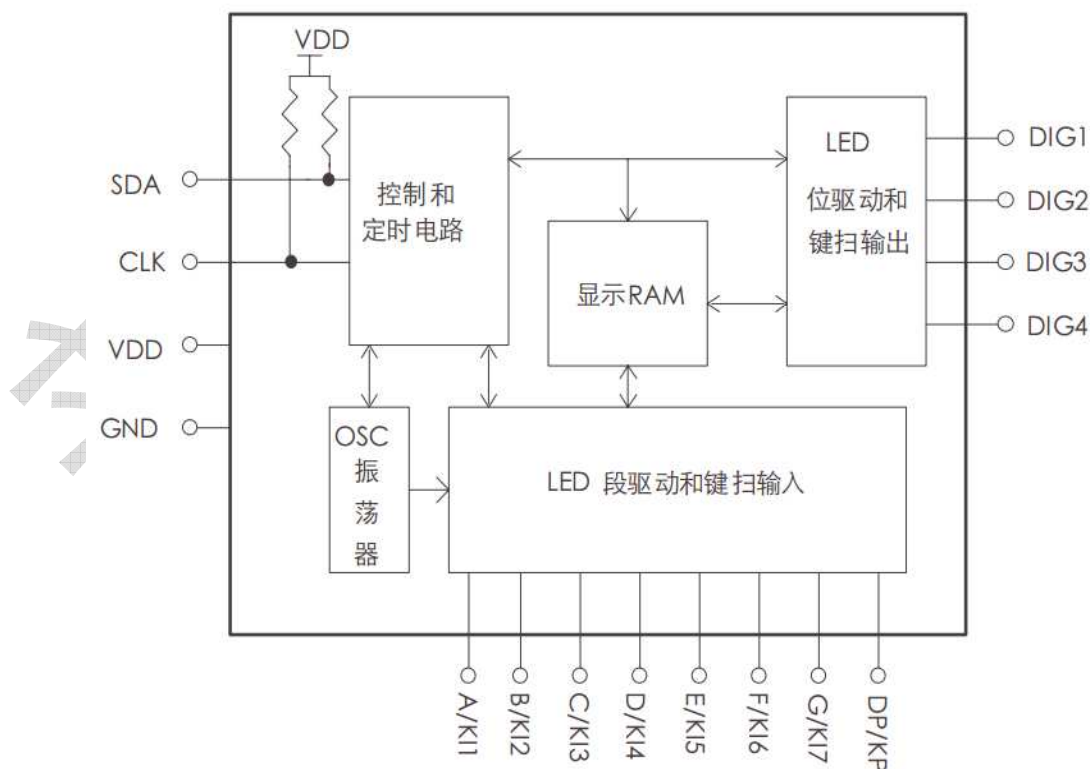 VDD
SDA
CLK
VDD
GND
控制和
定时电路
显示RAM
LED
位驱动和
键扫输出
DIG1
DIG2
DIG3
DIG4
OSC
振
荡
器
LED 段驱动和键扫输入
A/KI1
B/KI2
C/KI3
D/KI4
E/KI5
F/KI6
G/KI7
DP/KP